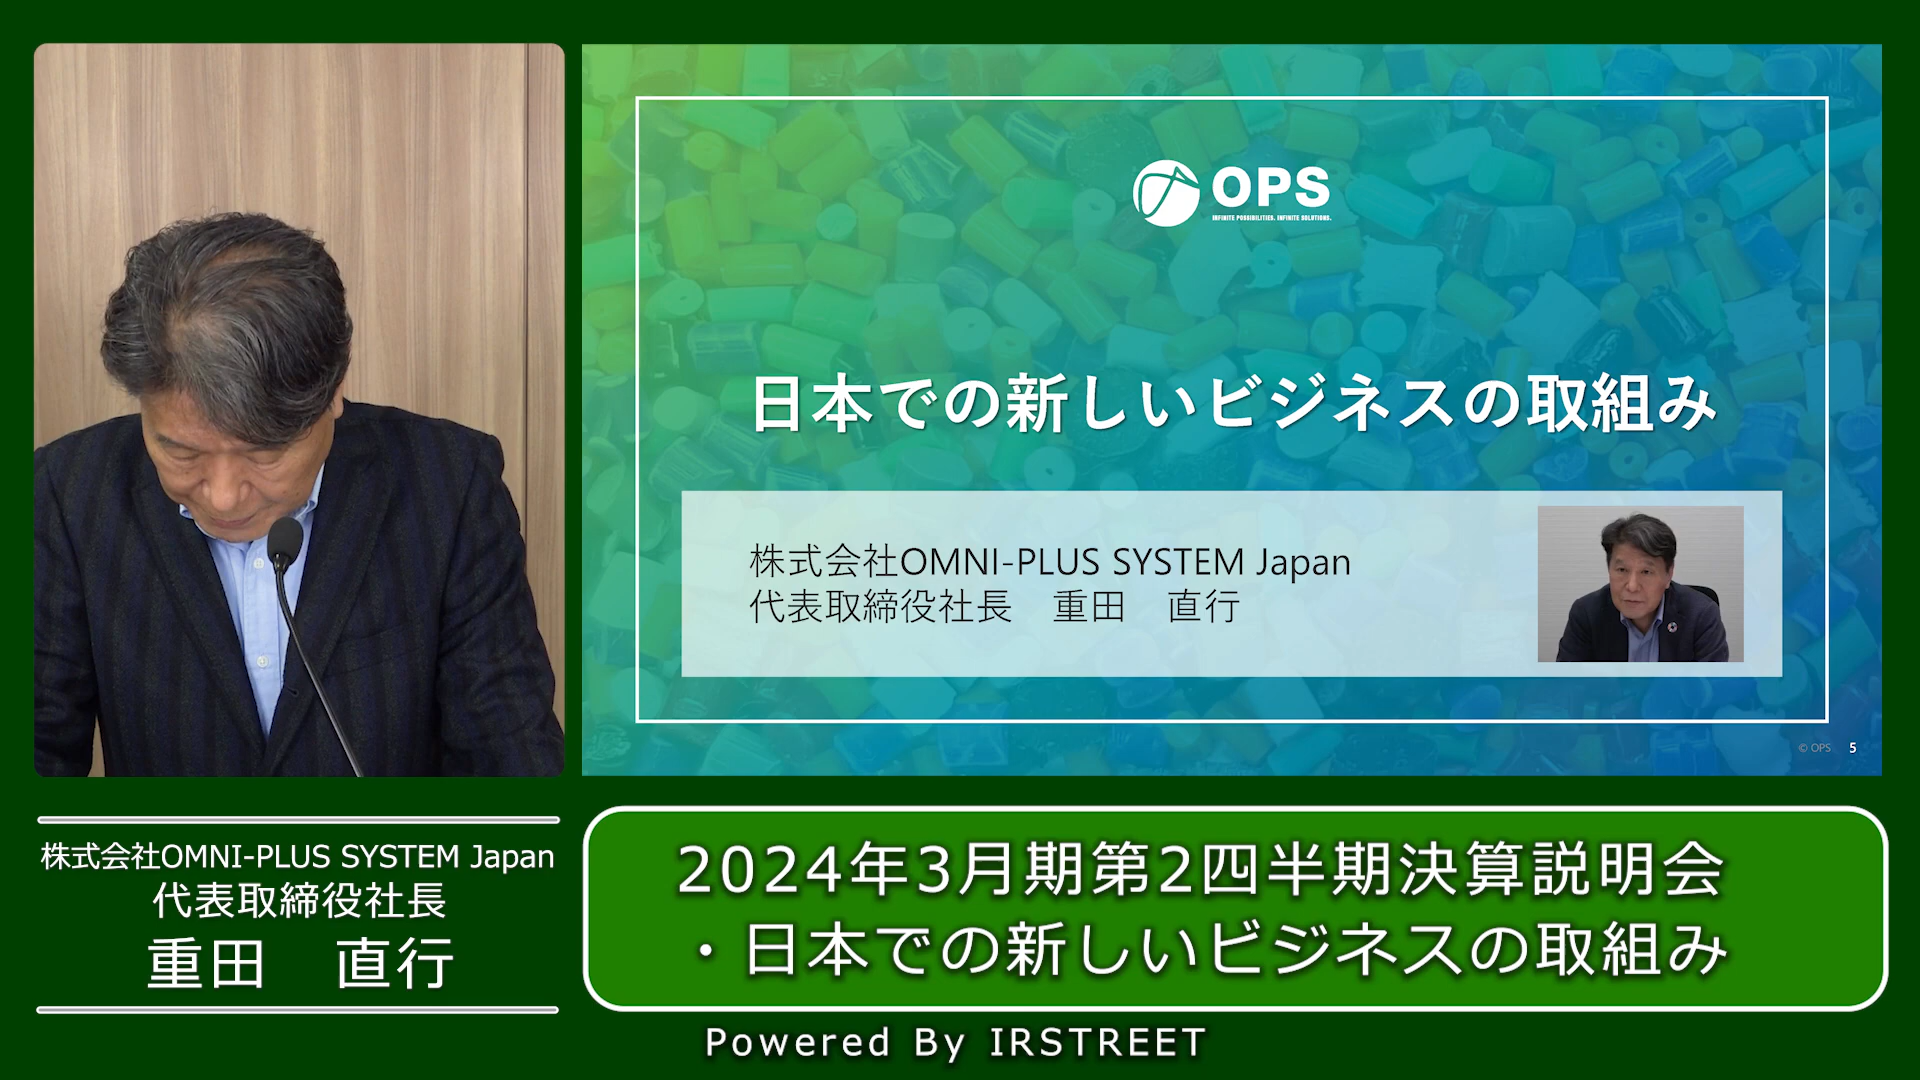 OPS
INFINITE POSSIBILITIES. INFINITE SOLUTIONS.
日本での新しいビジネスの取組み
株式会社OMNI-PLUS SYSTEM Japan
代表取締役社長　重田　直行
© OPS 5
株式会社OMNI-PLUS SYSTEM Japan
代表取締役社長
重田　直行
2024年3月期第2四半期決算説明会
・日本での新しいビジネスの取組み
Powered By IRSTREET